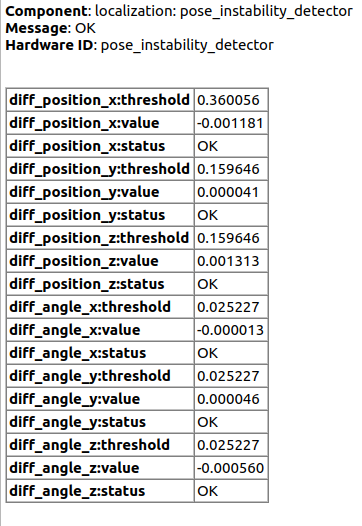 Component: localization: pose_instability_detector
Message: OK
Hardware ID: pose_instability_detector
diff_position_x:threshold 0.360056
diff_position_x:value -0.001181
diff_position_x:status OK
diff_position_y:threshold 0.159646
diff_position_y:value 0.000041
diff_position_y:status OK
diff_position_z:threshold 0.159646
diff_position_z:value 0.001313
diff_position_z:status OK
diff_angle_x:threshold 0.025227
diff_angle_x:value -0.000013
diff_angle_x:status OK
diff_angle_y:threshold 0.025227
diff_angle_y:value 0.000046
diff_angle_y:status OK
diff_angle_z:threshold 0.025227
diff_angle_z:value -0.000560
diff_angle_z:status OK